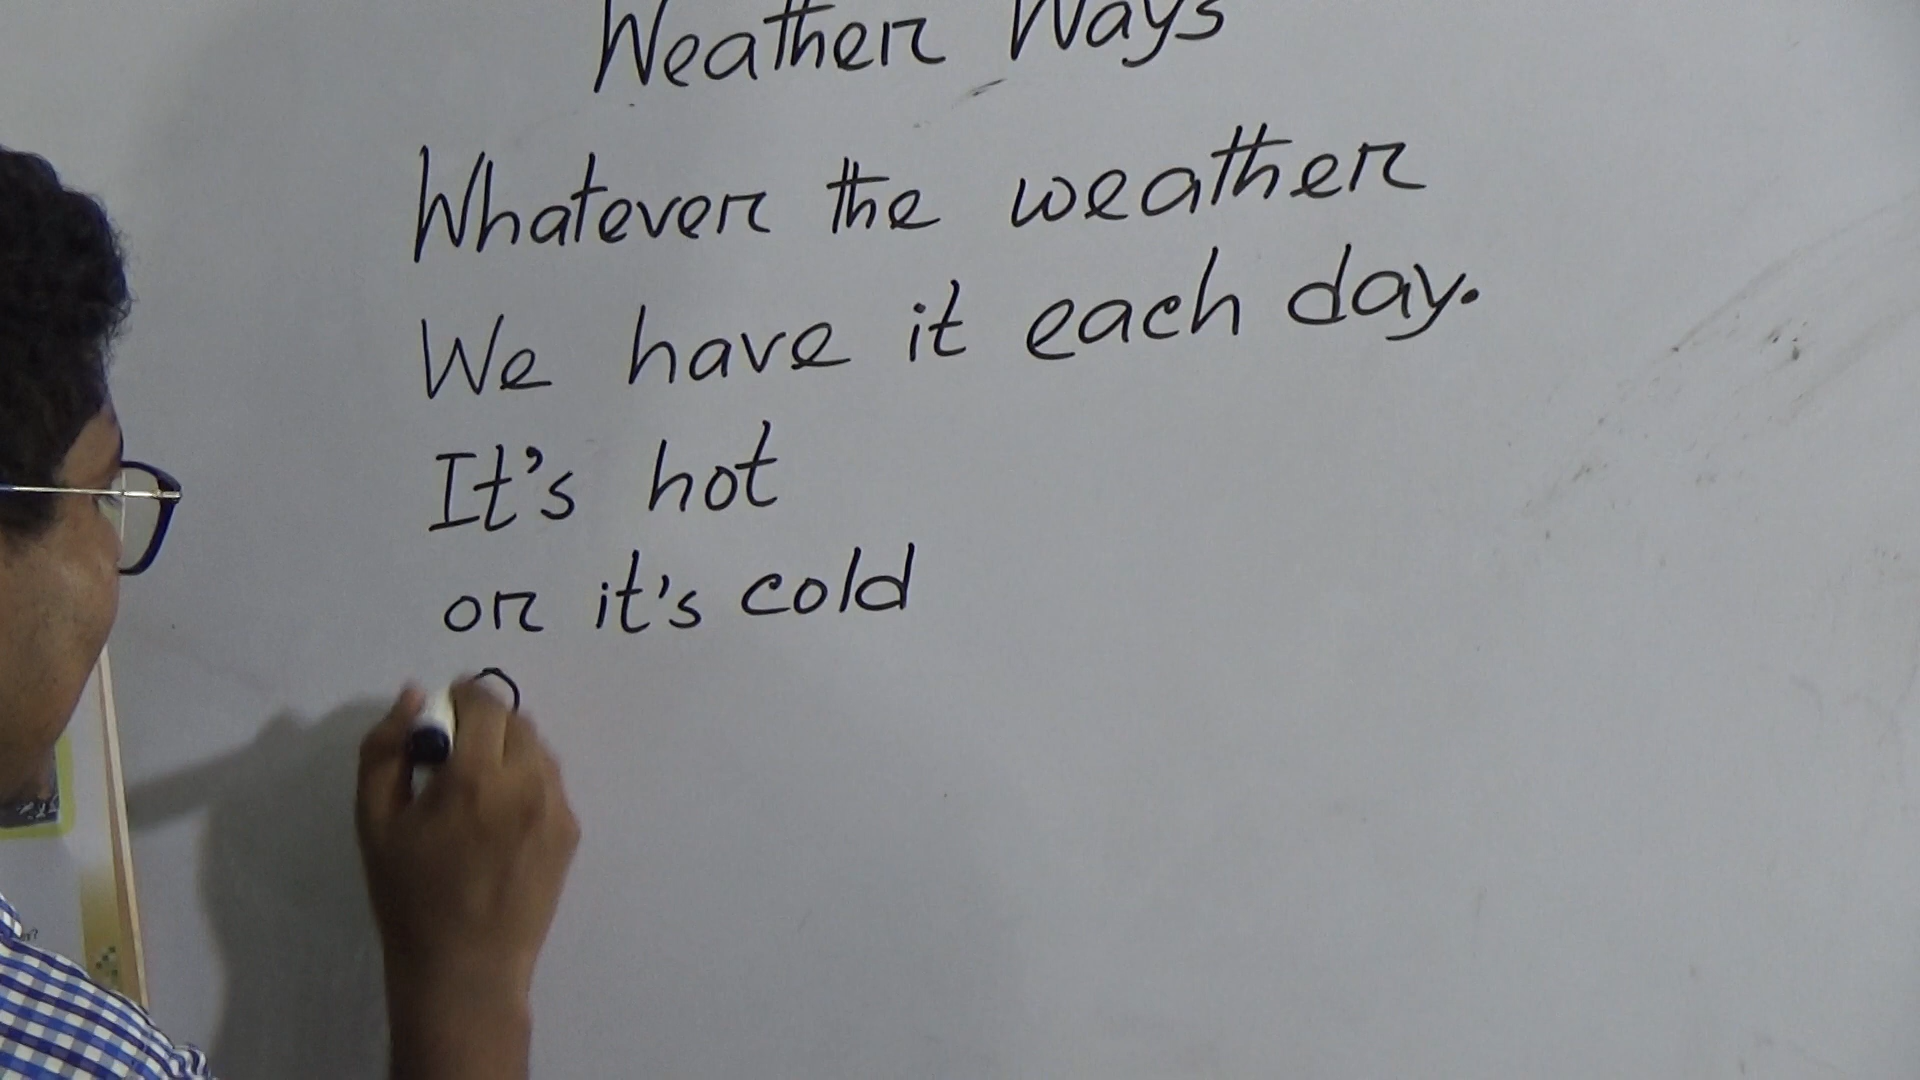 Weather Ways
Whatever the weather
We have it each day.
It's hot
or it's cold